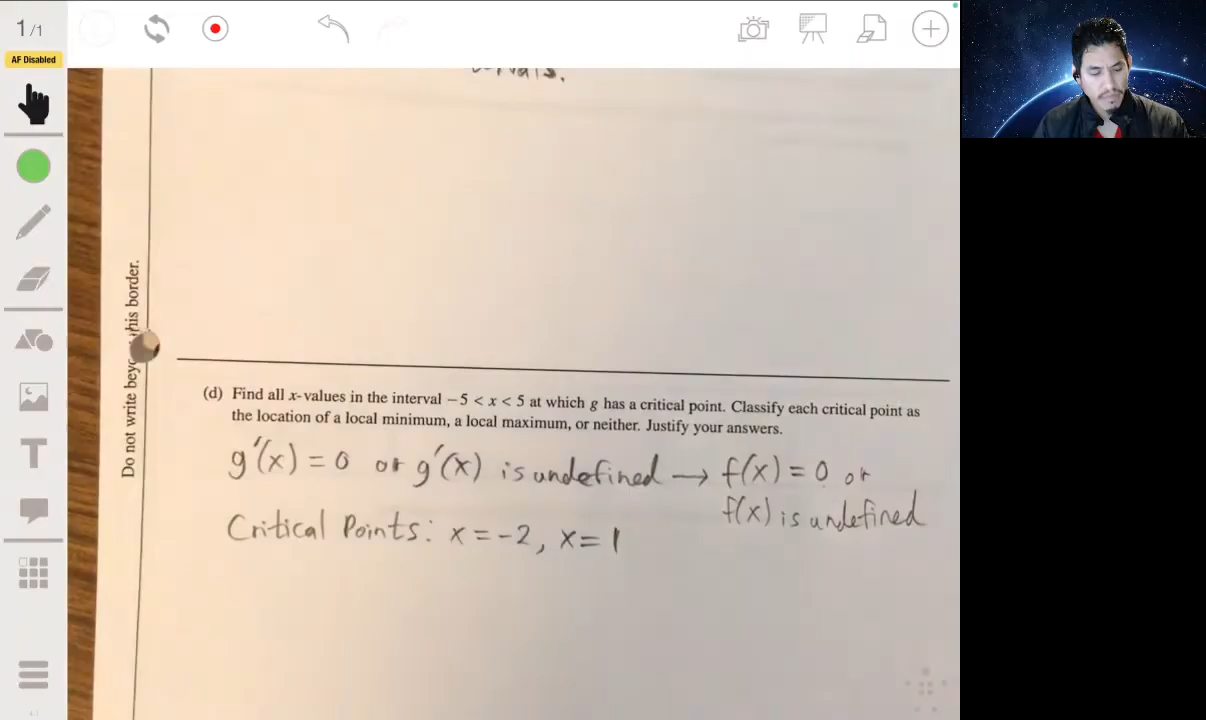 1/1
AF Disabled
Do not write beyo this border.
(d) Find all x-values in the interval −5 < x < 5 at which g has a critical point. Classify each critical point as
the location of a local minimum, a local maximum, or neither. Justify your answers.
g'(x) = 0 or g'(x) is undefined → f(x) = 0 or
f(x) is undefined
Critical Points: x = -2, x = 1
T